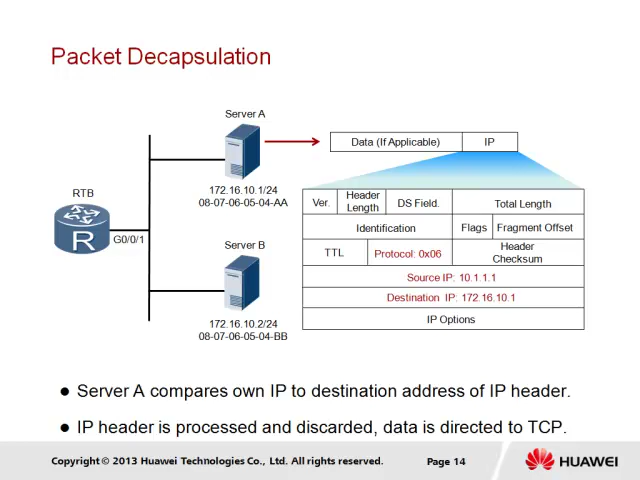 Packet Decapsulation
Server A
Data (If Applicable) IP
172.16.10.1/24
08-07-06-05-04-AA
RTB
R
G0/0/1
Server B
172.16.10.2/24
08-07-06-05-04-BB
Ver. Header Length DS Field. Total Length
Identification Flags Fragment Offset
TTL Protocol: 0x06 Header Checksum
Source IP: 10.1.1.1
Destination IP: 172.16.10.1
IP Options
● Server A compares own IP to destination address of IP header.
● IP header is processed and discarded, data is directed to TCP.
Copyright © 2013 Huawei Technologies Co., Ltd. All rights reserved. Page 14 HUAWEI